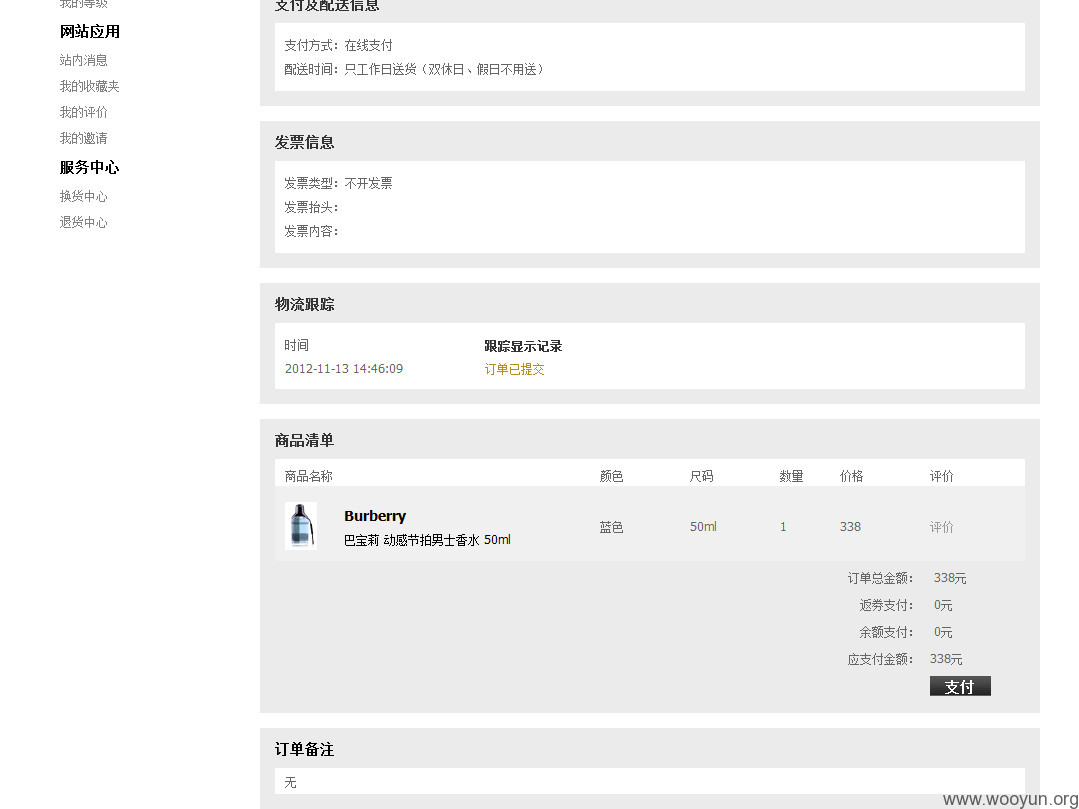 我的等级
网站应用
站内消息
我的收藏夹
我的评价
我的邀请
服务中心
换货中心
退货中心
支付及配送信息
支付方式：在线支付
配送时间：只工作日送货（双休日、假日不用送）
发票信息
发票类型：不开发票
发票抬头：
发票内容：
物流跟踪
时间 跟踪显示记录
2012-11-13 14:46:09 订单已提交
商品清单
商品名称 颜色 尺码 数量 价格 评价
Burberry
巴宝莉 动感节拍男士香水 50ml 蓝色 50ml 1 338 评价
订单总金额： 338元
返券支付： 0元
余额支付： 0元
应支付金额： 338元
支付
订单备注
无
www.wooyun.org